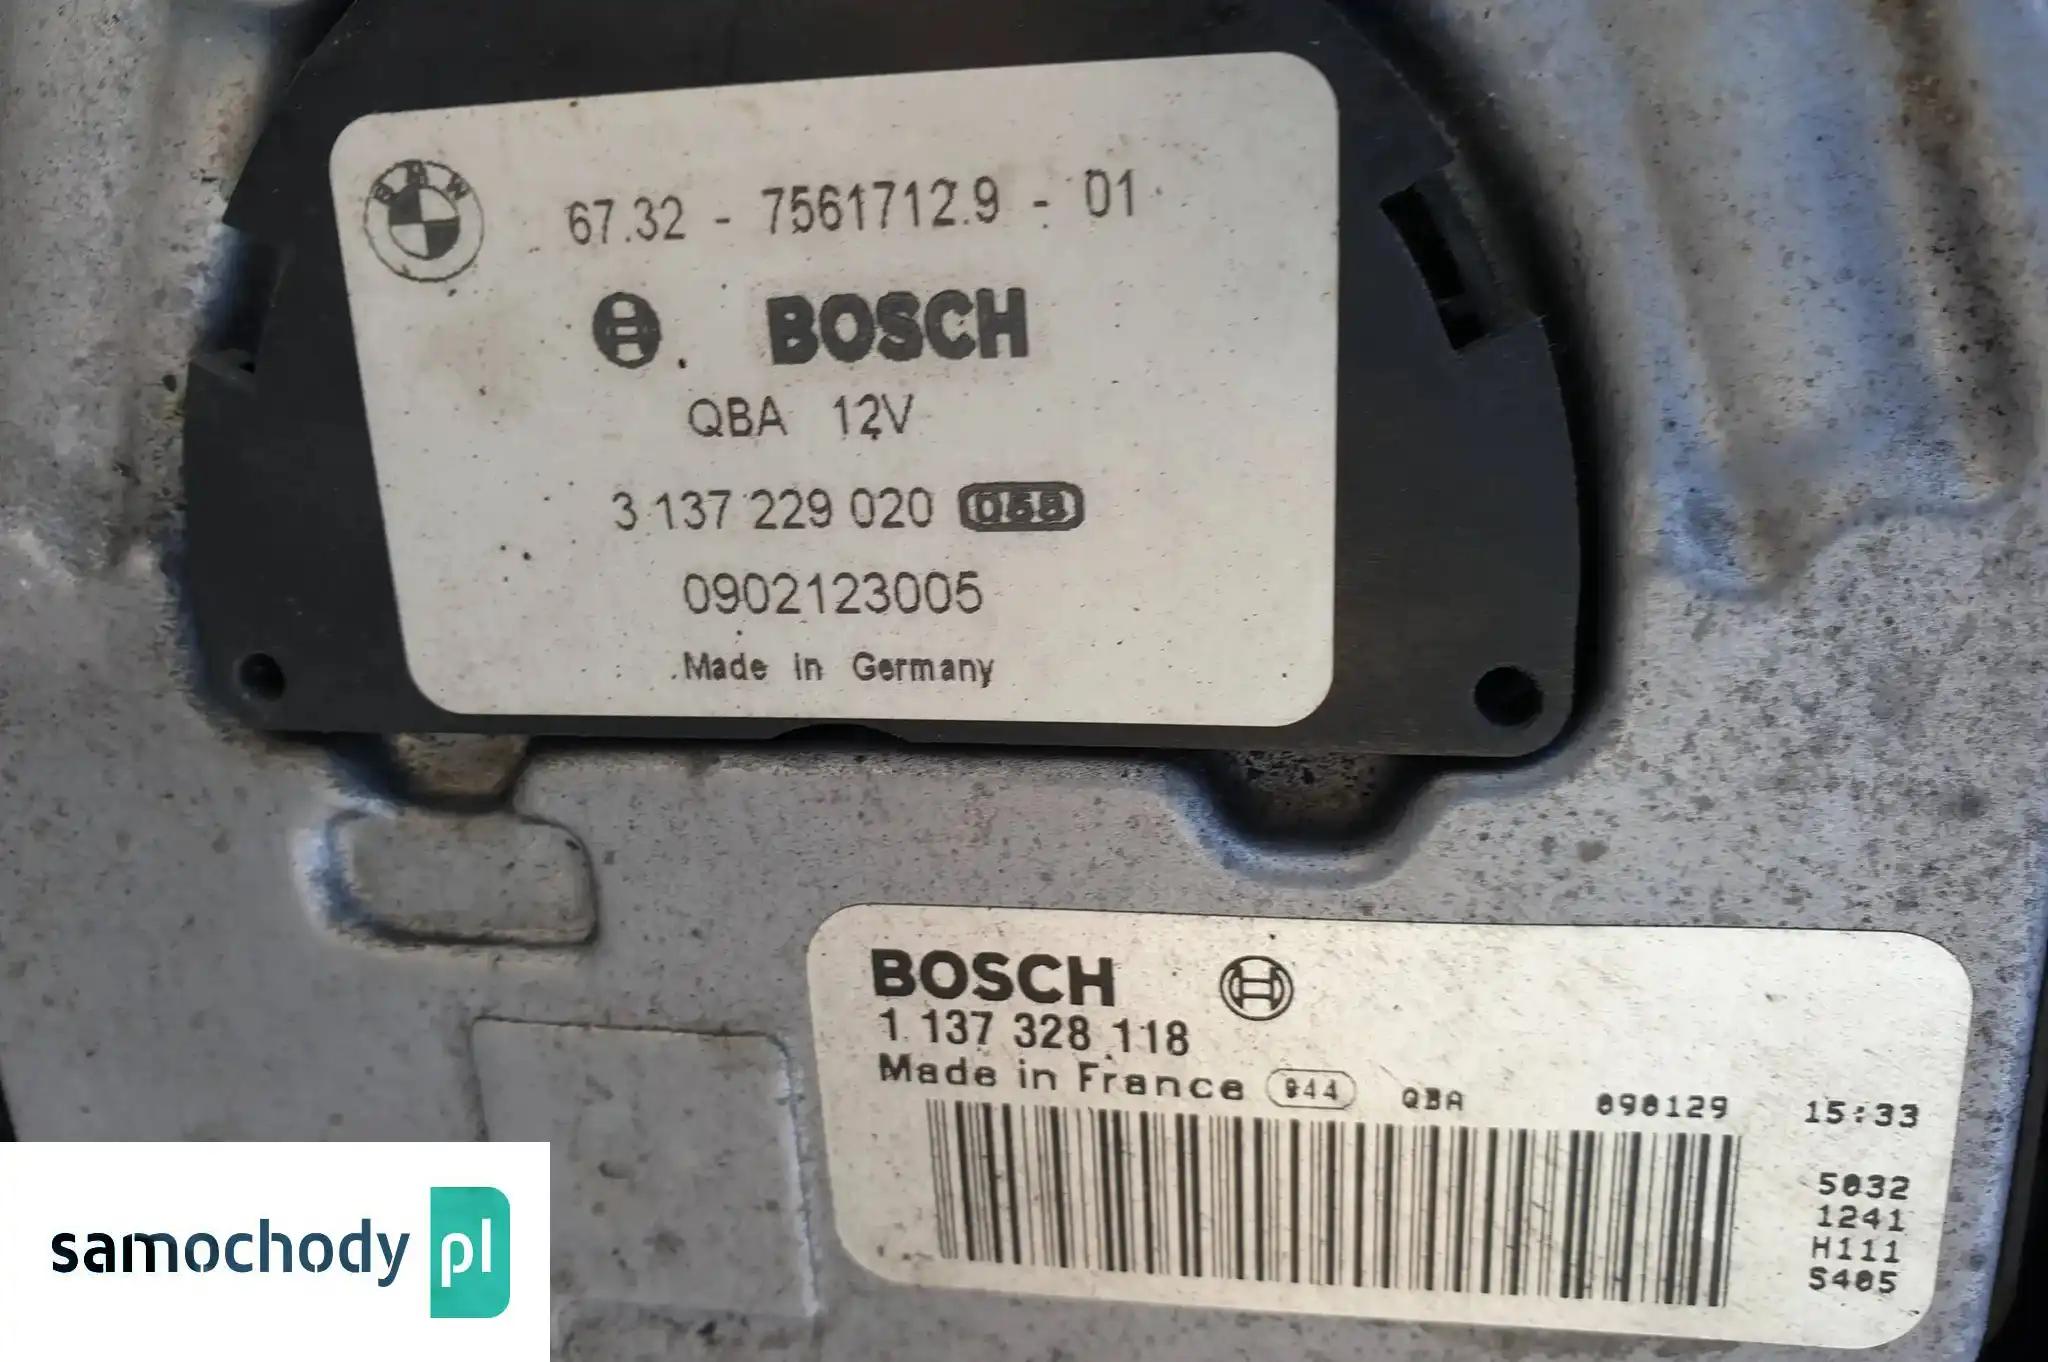 BMW
67.32 - 7561712.9 - 01
BOSCH
QBA 12V
3 137 229 020 058
0902123005
Made in Germany
BOSCH
1 137 328 118
Made in France 944 QBA 090129 15:33
5032
1241
H111
S405
samochody pl